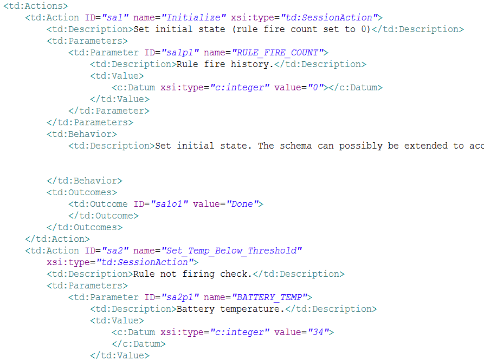 <td:Actions>
<td:Action ID="sa1" name="Initialize" xsi:type="td:SessionAction">
<td:Description>Set initial state (rule fire count set to 0)</td:Description>
<td:Parameters>
<td:Parameter ID="sa1p1" name="RULE_FIRE_COUNT">
<td:Description>Rule fire history.</td:Description>
<td:Value>
<c:Datum xsi:type="c:integer" value="0"></c:Datum>
</td:Value>
</td:Parameter>
</td:Parameters>
<td:Behavior>
<td:Description>Set initial state. The schema can possibly be extended to acc
</td:Behavior>
<td:Outcomes>
<td:Outcome ID="sa1o1" value="Done">
</td:Outcome>
</td:Outcomes>
</td:Action>
<td:Action ID="sa2" name="Set_Temp_Below_Threshold"
xsi:type="td:SessionAction">
<td:Description>Rule not firing check.</td:Description>
<td:Parameters>
<td:Parameter ID="sa2p1" name="BATTERY_TEMP">
<td:Description>Battery temperature.</td:Description>
<td:Value>
<c:Datum xsi:type="c:integer" value="34">
</c:Datum>
</td:Value>